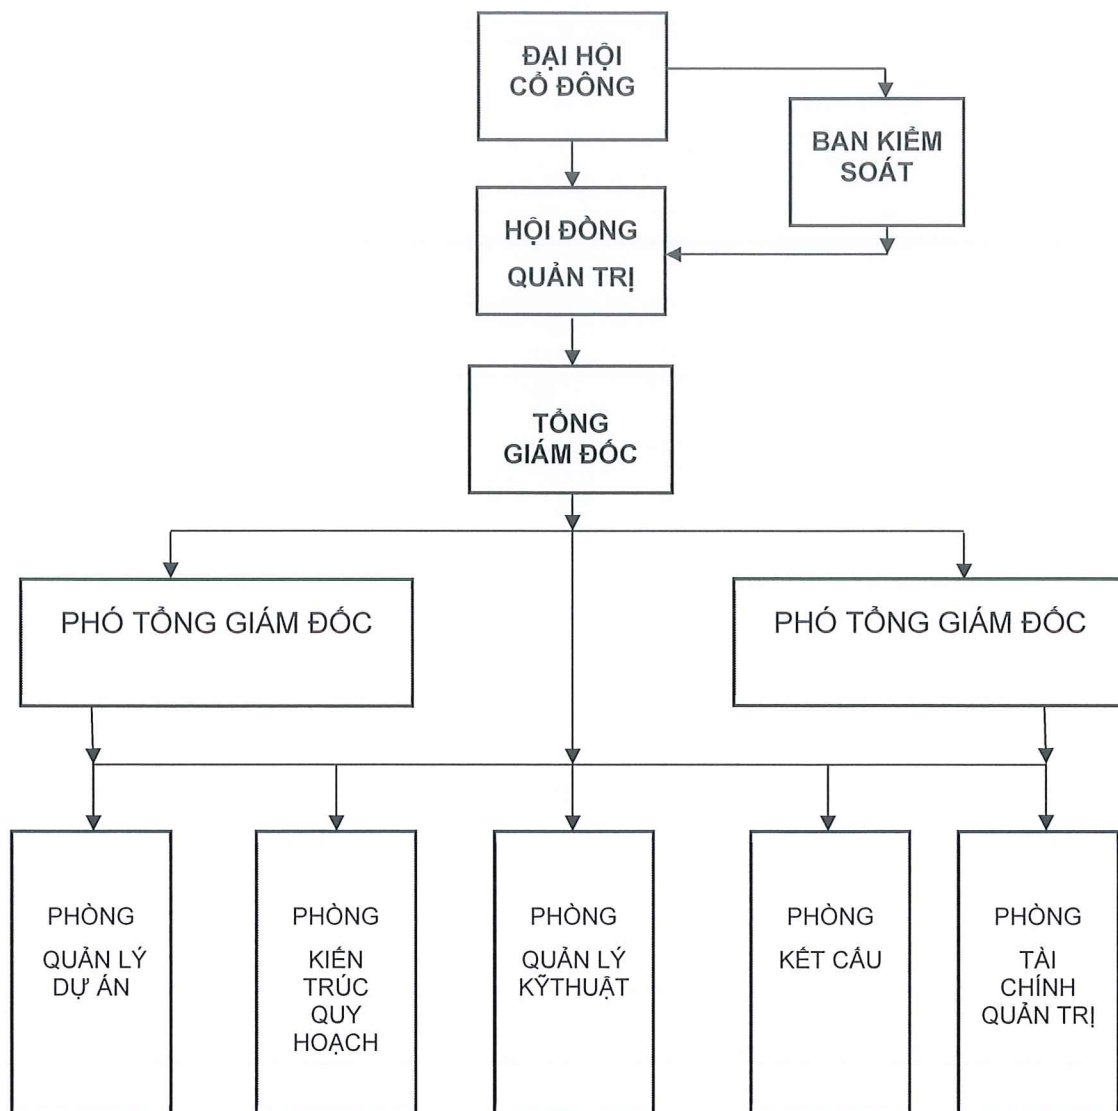 ĐẠI HỘI
CỔ ĐÔNG
BAN KIỂM
SOÁT
HỘI ĐỒNG
QUẢN TRỊ
TỔNG
GIÁM ĐỐC
PHÓ TỔNG GIÁM ĐỐC
PHÓ TỔNG GIÁM ĐỐC
PHÒNG
QUẢN LÝ
DỰ ÁN
PHÒNG
KIẾN
TRÚC
QUY
HOẠCH
PHÒNG
QUẢN LÝ
KỸTHUẬT
PHÒNG
KẾT CẤU
PHÒNG
TÀI
CHÍNH
QUẢN TRỊ